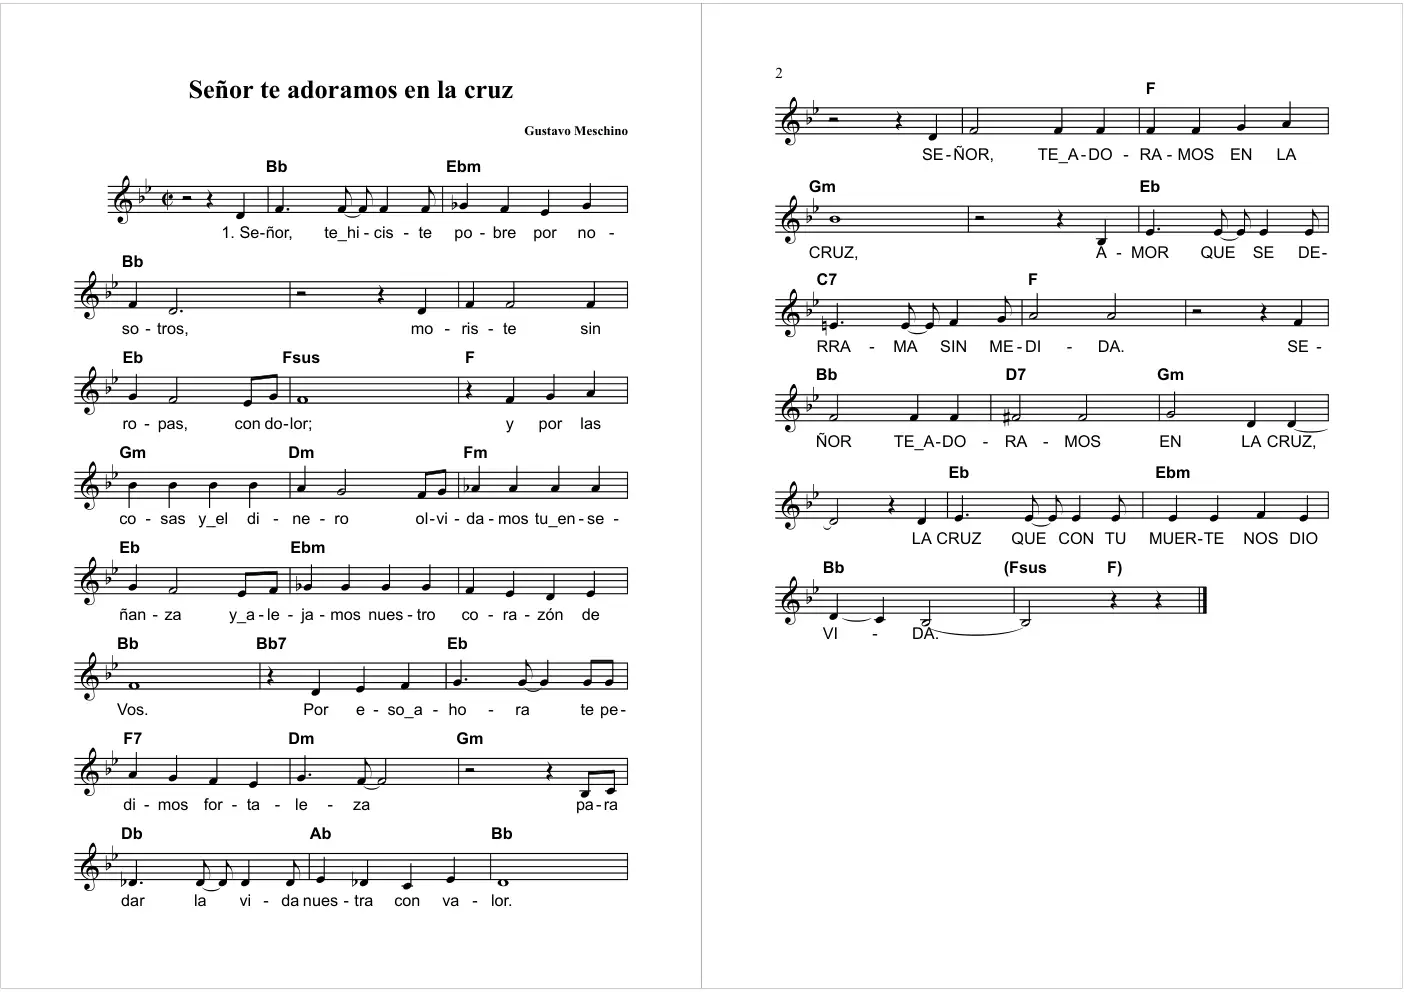 Señor te adoramos en la cruz
Gustavo Meschino
Bb Ebm
1. Se-ñor, te_hi - cis - te po - bre por no -
Bb
so - tros, mo - ris - te sin
Eb Fsus F
ro - pas, con do-lor; y por las
Gm Dm Fm
co - sas y_el di - ne - ro ol-vi-da-mos tu_en-se -
Eb Ebm
ñan - za y_a-le - ja-mos nues-tro co - ra - zón de
Bb Bb7 Eb
Vos. Por e - so_a - ho - ra te pe-
F7 Dm Gm
di - mos for - ta - le - za pa-ra
Db Ab Bb
dar la vi - da nues - tra con va - lor.
2
F
SE-ÑOR, TE_A-DO - RA - MOS EN LA
Gm Eb
CRUZ, A - MOR QUE SE DE-
C7 F
RRA - MA SIN ME-DI - DA. SE -
Bb D7 Gm
ÑOR TE_A-DO - RA - MOS EN LA CRUZ,
Eb Ebm
LA CRUZ QUE CON TU MUER-TE NOS DIO
Bb (Fsus F)
VI - DA.